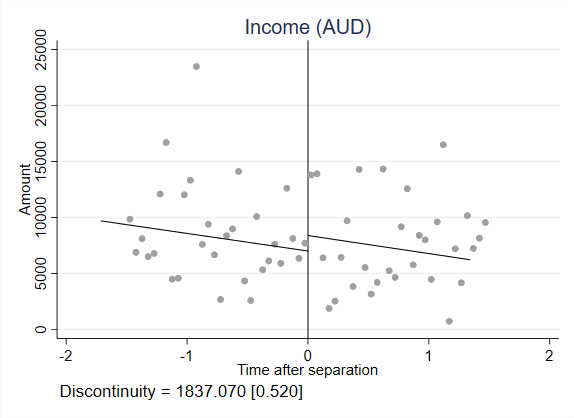 Income (AUD)
25000
20000
15000
10000
5000
0
Amount
-2 -1 0 1 2
Time after separation
Discontinuity = 1837.070 [0.520]